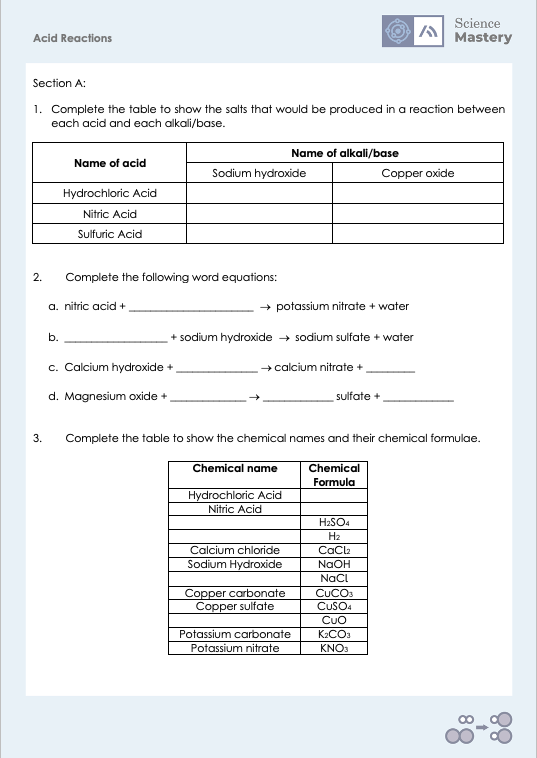 Acid Reactions
Science
Mastery
Section A:
1. Complete the table to show the salts that would be produced in a reaction between
each acid and each alkali/base.
Name of acid
Name of alkali/base
Sodium hydroxide Copper oxide
Hydrochloric Acid
Nitric Acid
Sulfuric Acid
2. Complete the following word equations:
a. nitric acid + ______________________ → potassium nitrate + water
b. __________________ + sodium hydroxide → sodium sulfate + water
c. Calcium hydroxide + ______________ → calcium nitrate + ________
d. Magnesium oxide + _____________ → ____________ sulfate + ____________
3. Complete the table to show the chemical names and their chemical formulae.
Chemical name Chemical
Formula
Hydrochloric Acid
Nitric Acid
H₂SO₄
H₂
Calcium chloride CaCl₂
Sodium Hydroxide NaOH
NaCl
Copper carbonate CuCO₃
Copper sulfate CuSO₄
CuO
Potassium carbonate K₂CO₃
Potassium nitrate KNO₃